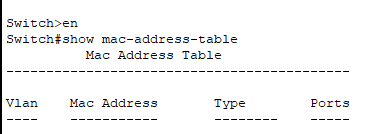 Switch>en
Switch#show mac-address-table
          Mac Address Table
-------------------------------------------

Vlan    Mac Address       Type        Ports
----    -----------       --------    -----